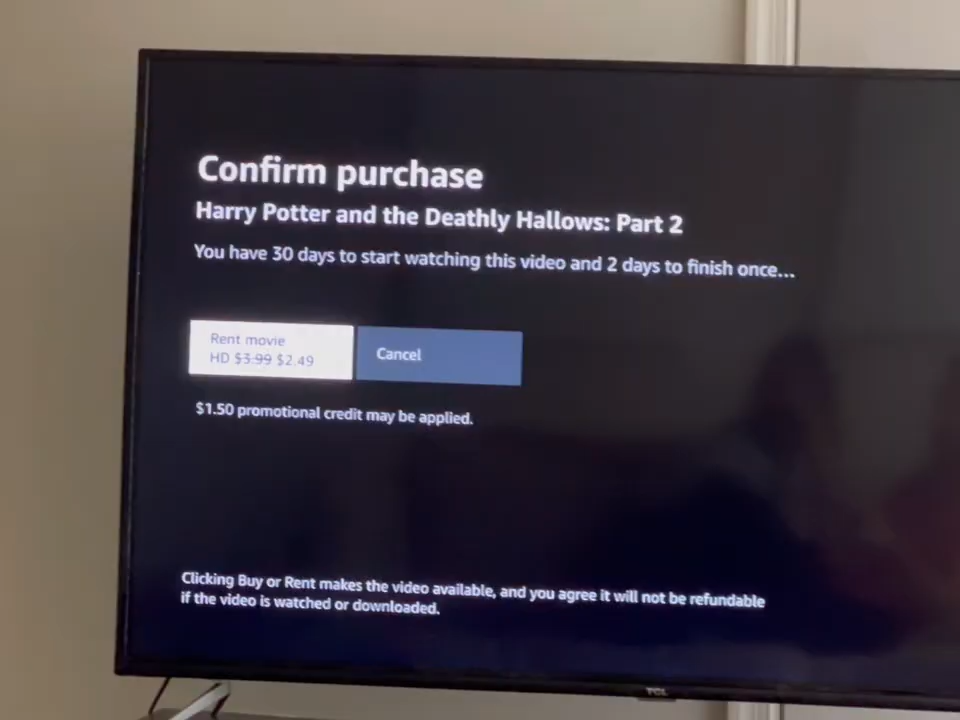 Confirm purchase
Harry Potter and the Deathly Hallows: Part 2
You have 30 days to start watching this video and 2 days to finish once...
Rent movie
HD $3.99 $2.49
Cancel
$1.50 promotional credit may be applied.
Clicking Buy or Rent makes the video available, and you agree it will not be refundable
if the video is watched or downloaded.
TCL